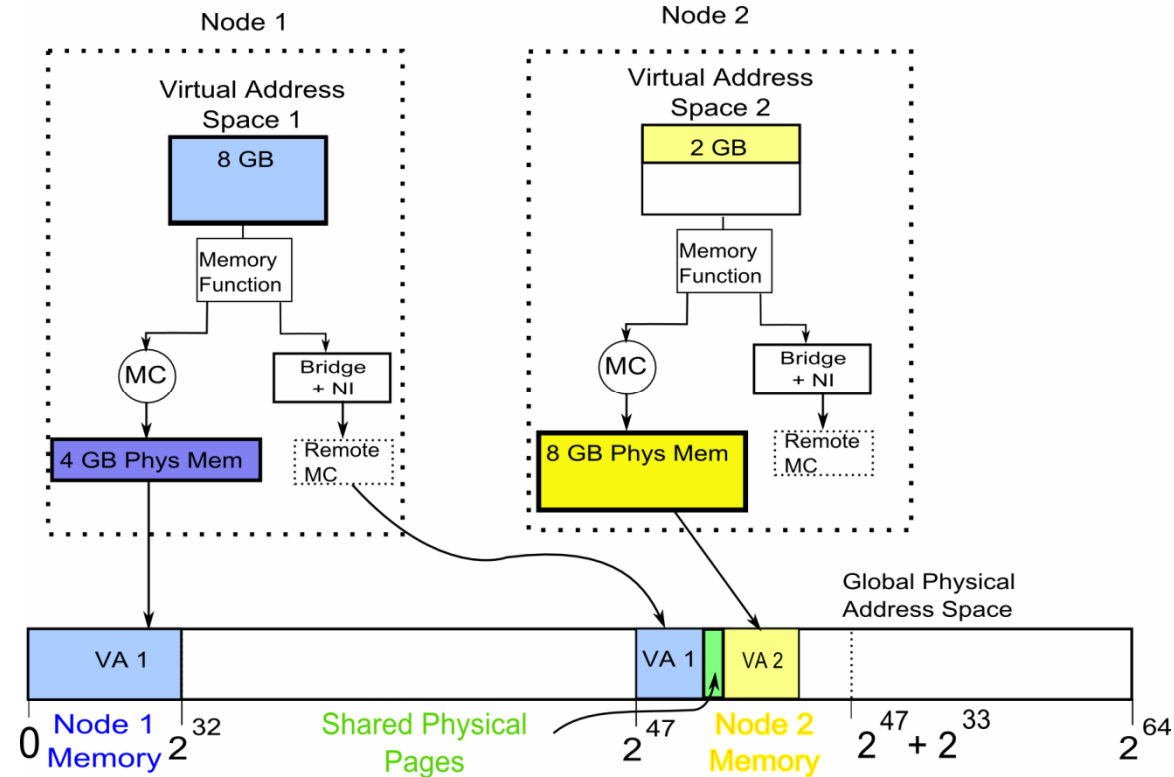 Node 1
Node 2
Virtual Address
Space 1
8 GB
Memory
Function
MC
Bridge
+ NI
4 GB Phys Mem
Remote
MC
Virtual Address
Space 2
2 GB
Memory
Function
MC
Bridge
+ NI
8 GB Phys Mem
Remote
MC
Global Physical
Address Space
VA 1
VA 1
VA 2
0
Node 1
Memory
2^32
Shared Physical
Pages
2^47
Node 2
Memory
2^47 + 2^33
2^64